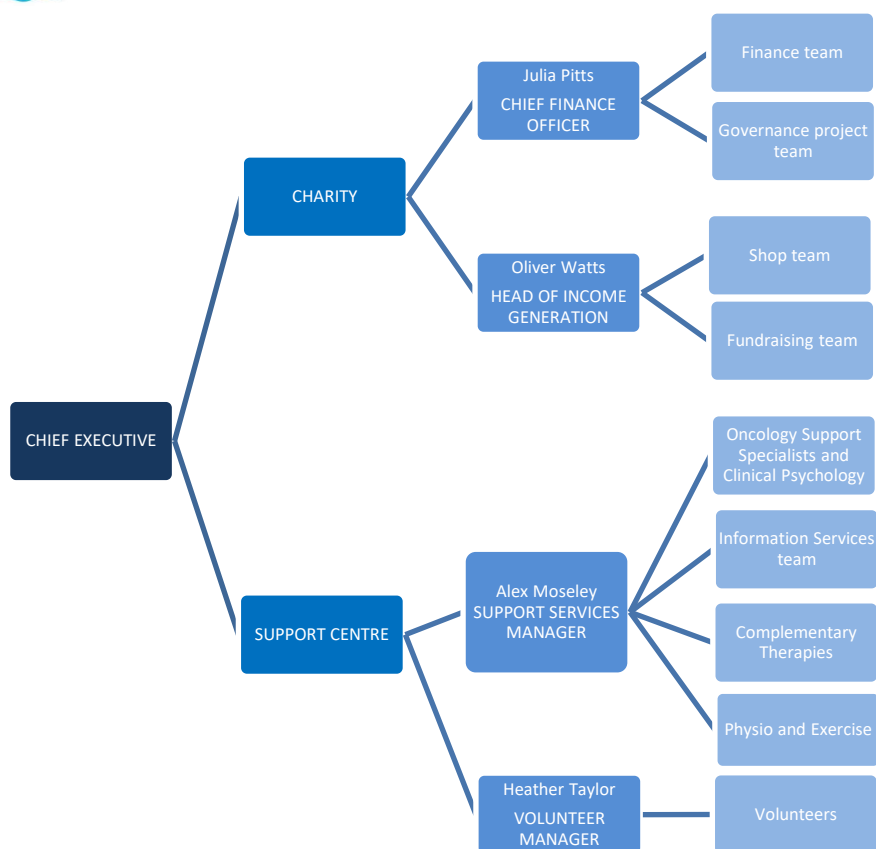 CHIEF EXECUTIVE
CHARITY
Julia Pitts
CHIEF FINANCE
OFFICER
Finance team
Governance project
team
Oliver Watts
HEAD OF INCOME
GENERATION
Shop team
Fundraising team
SUPPORT CENTRE
Alex Moseley
SUPPORT SERVICES
MANAGER
Oncology Support
Specialists and
Clinical Psychology
Information Services
team
Complementary
Therapies
Physio and Exercise
Heather Taylor
VOLUNTEER
MANAGER
Volunteers